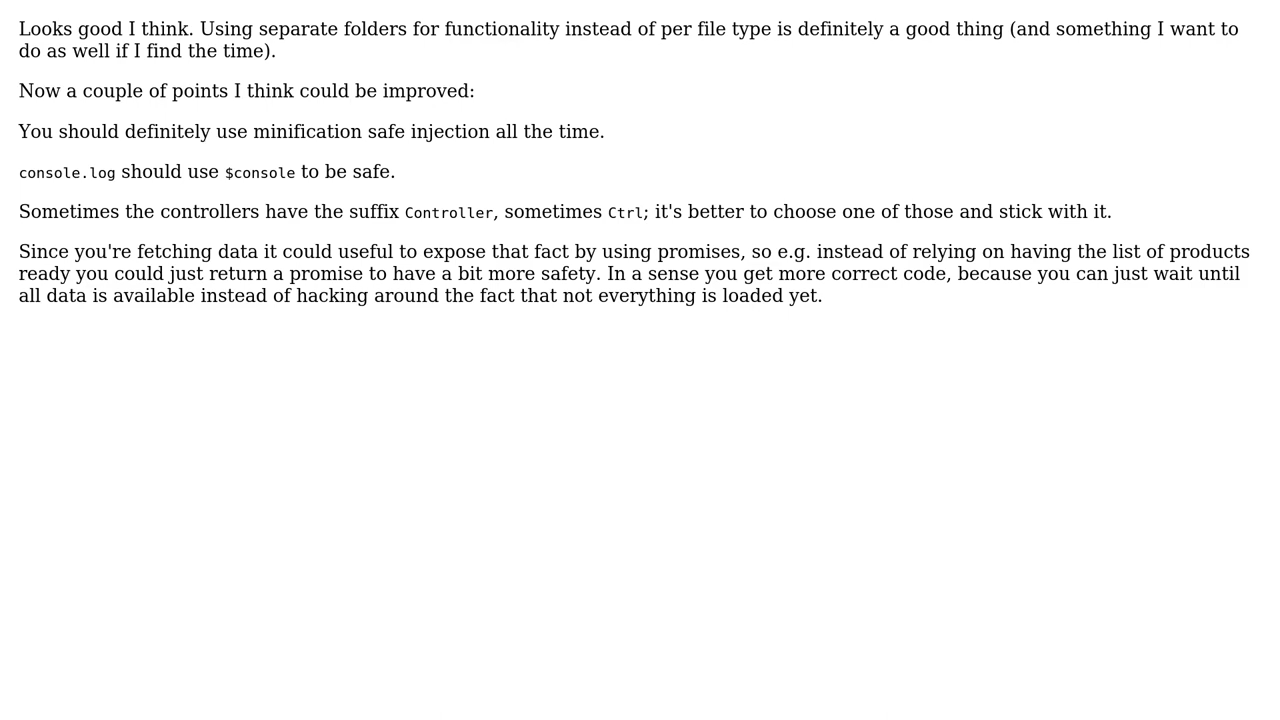 Looks good I think. Using separate folders for functionality instead of per file type is definitely a good thing (and something I want to
do as well if I find the time).
Now a couple of points I think could be improved:
You should definitely use minification safe injection all the time.
console.log should use $console to be safe.
Sometimes the controllers have the suffix Controller, sometimes Ctrl; it's better to choose one of those and stick with it.
Since you're fetching data it could useful to expose that fact by using promises, so e.g. instead of relying on having the list of products
ready you could just return a promise to have a bit more safety. In a sense you get more correct code, because you can just wait until
all data is available instead of hacking around the fact that not everything is loaded yet.